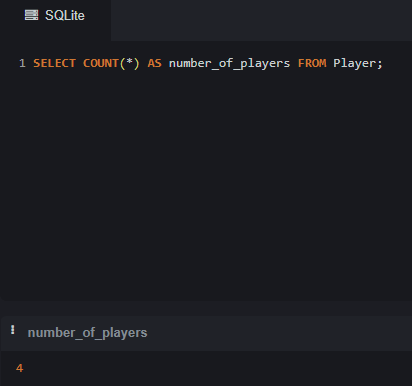 SQLite
1 SELECT COUNT(*) AS number_of_players FROM Player;
number_of_players
4